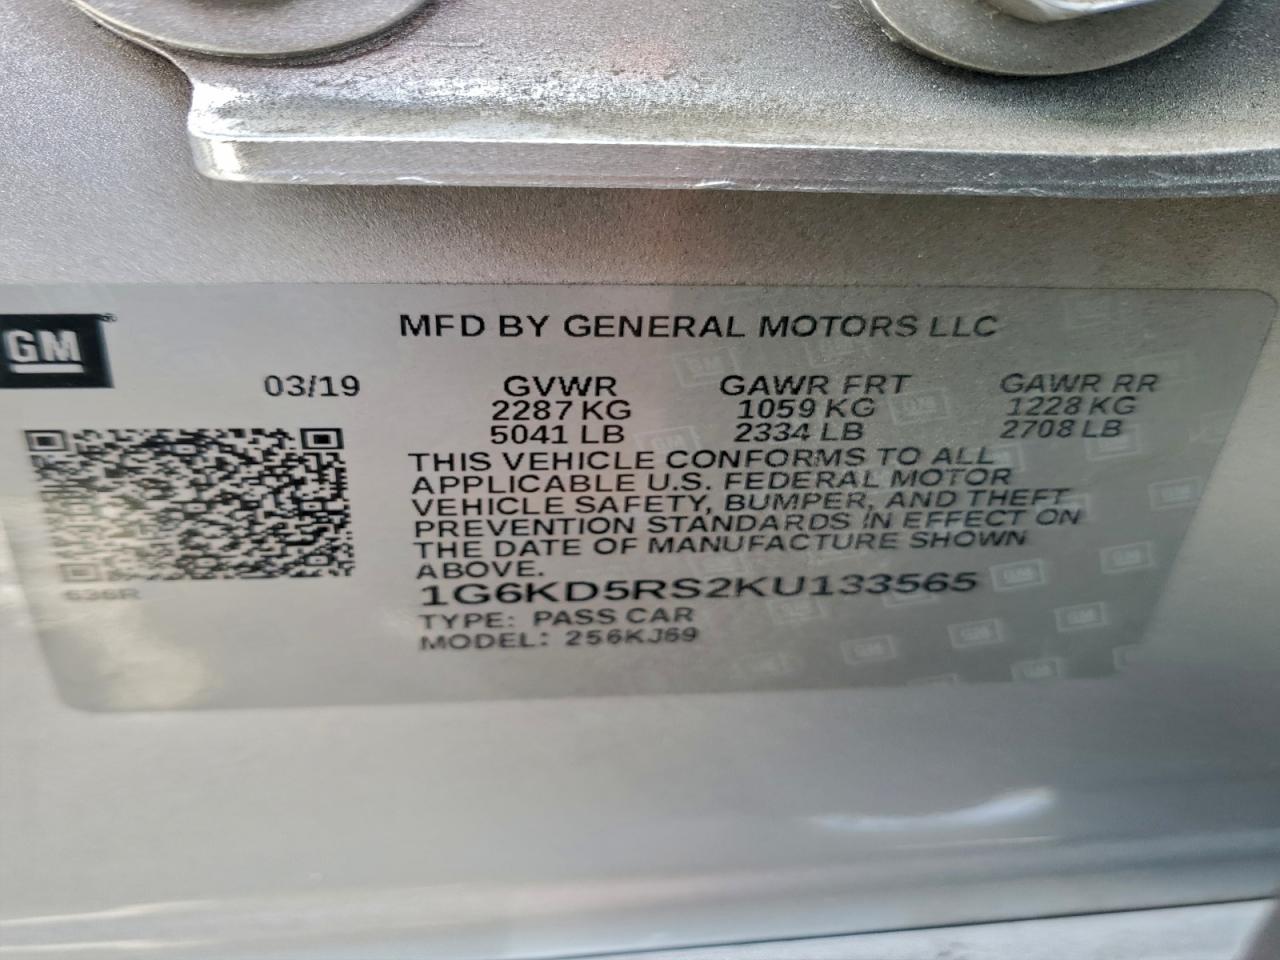 GM
MFD BY GENERAL MOTORS LLC
03/19 GVWR GAWR FRT GAWR RR
2287 KG 1059 KG 1228 KG
5041 LB 2334 LB 2708 LB
THIS VEHICLE CONFORMS TO ALL
APPLICABLE U.S. FEDERAL MOTOR
VEHICLE SAFETY, BUMPER, AND THEFT
PREVENTION STANDARDS IN EFFECT ON
THE DATE OF MANUFACTURE SHOWN
ABOVE.
1G6KD5RS2KU133565
636R
TYPE: PASS CAR
MODEL: 256KJ69